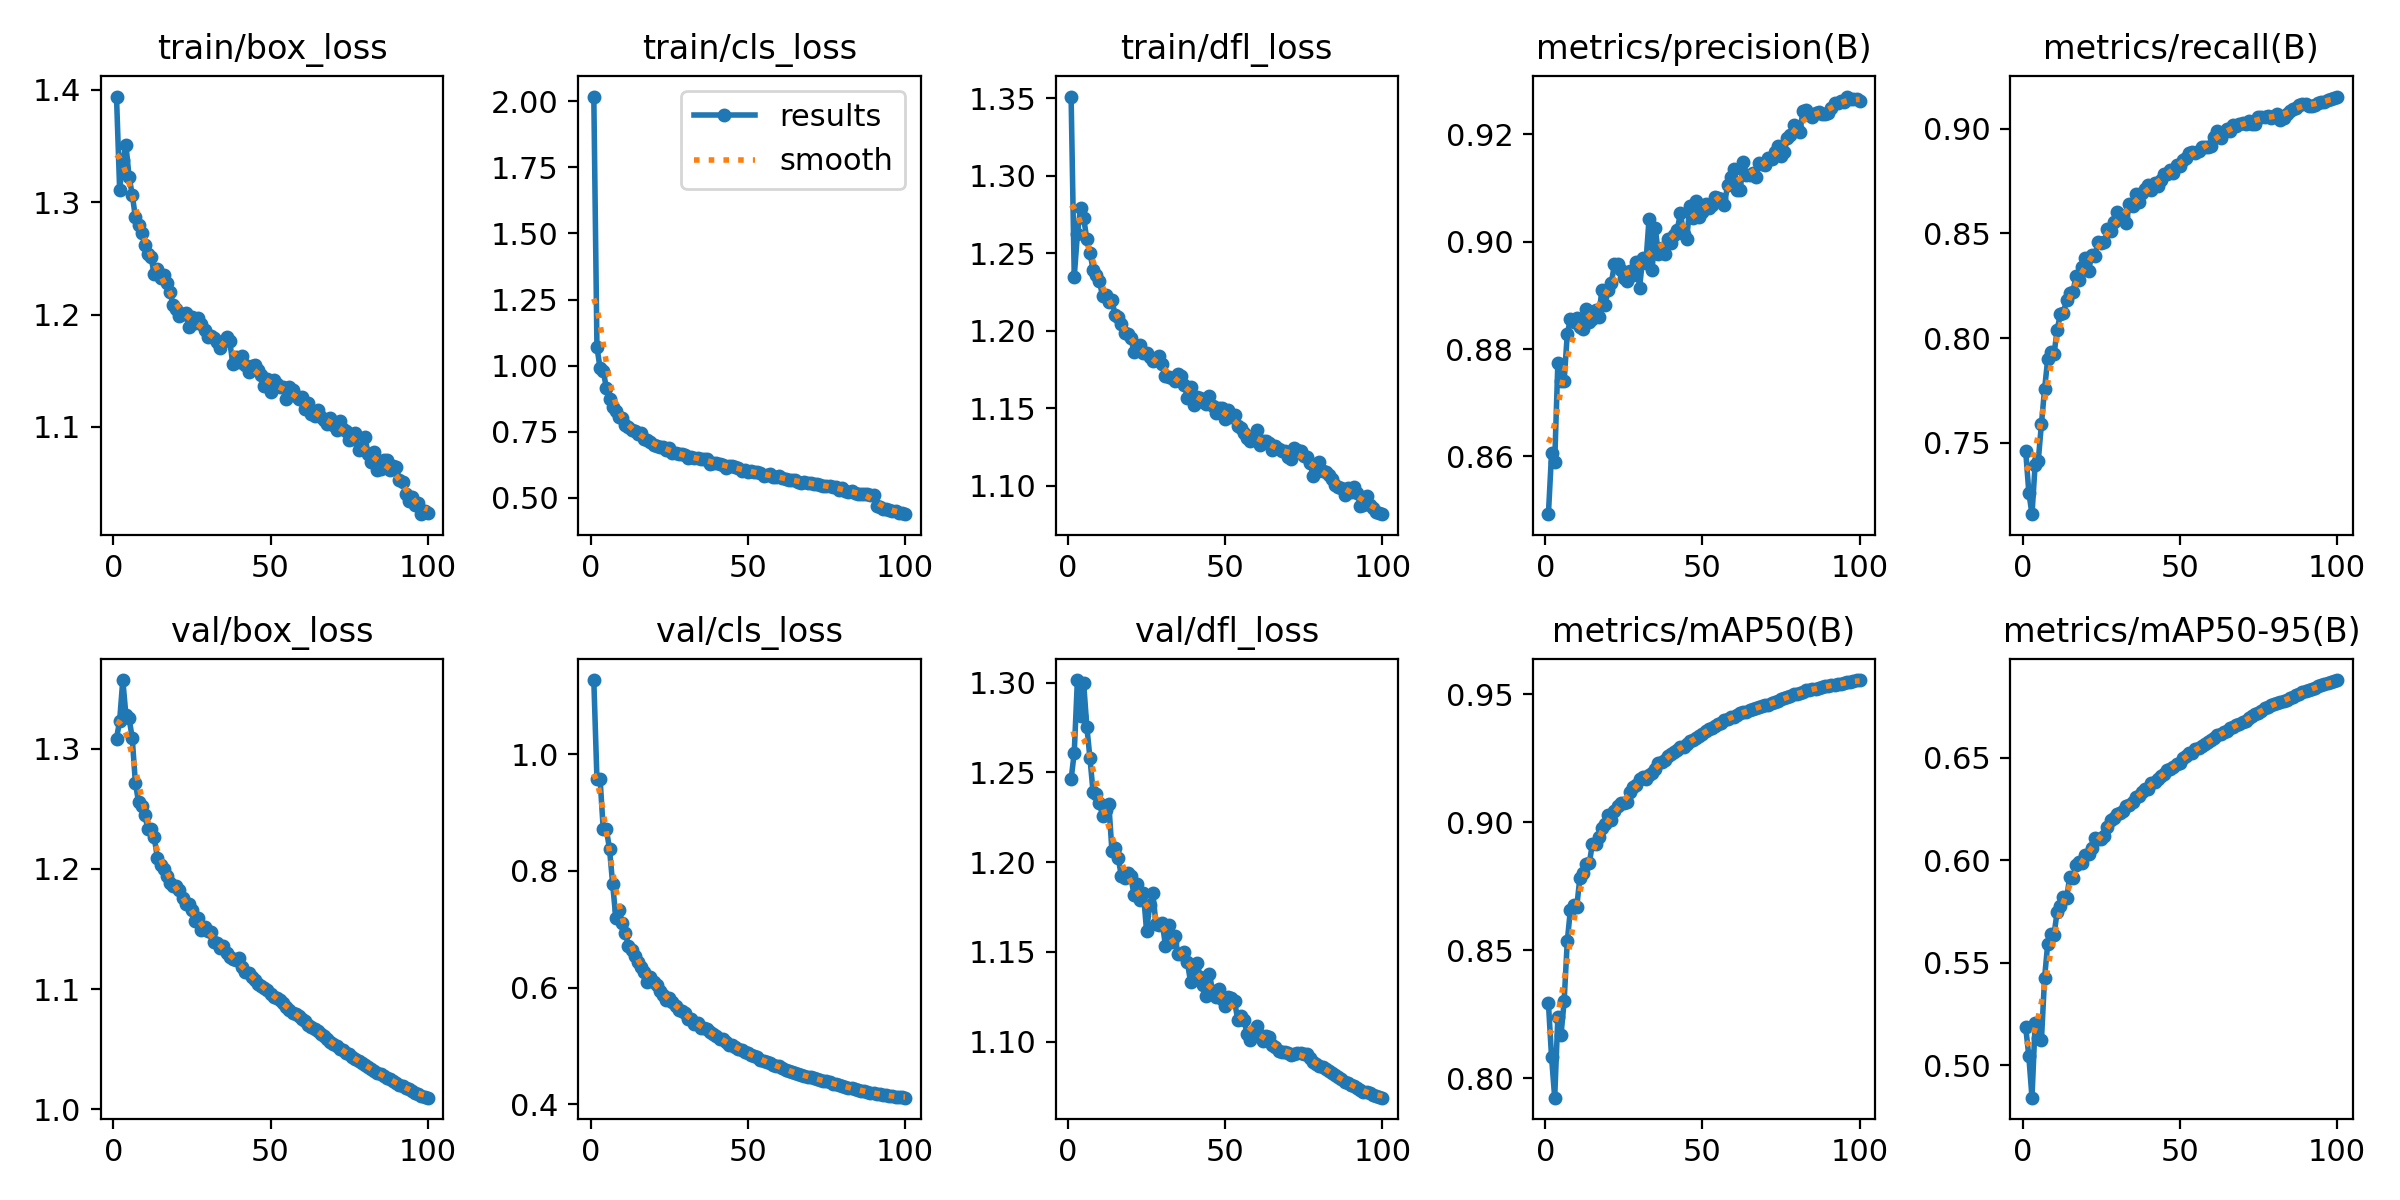 train/box_loss
1.4
1.3
1.2
1.1
0 50 100
train/cls_loss
results
smooth
2.00
1.75
1.50
1.25
1.00
0.75
0.50
0 50 100
train/dfl_loss
1.35
1.30
1.25
1.20
1.15
1.10
0 50 100
metrics/precision(B)
0.92
0.90
0.88
0.86
0 50 100
metrics/recall(B)
0.90
0.85
0.80
0.75
0 50 100
val/box_loss
1.3
1.2
1.1
1.0
0 50 100
val/cls_loss
1.0
0.8
0.6
0.4
0 50 100
val/dfl_loss
1.30
1.25
1.20
1.15
1.10
0 50 100
metrics/mAP50(B)
0.95
0.90
0.85
0.80
0 50 100
metrics/mAP50-95(B)
0.65
0.60
0.55
0.50
0 50 100